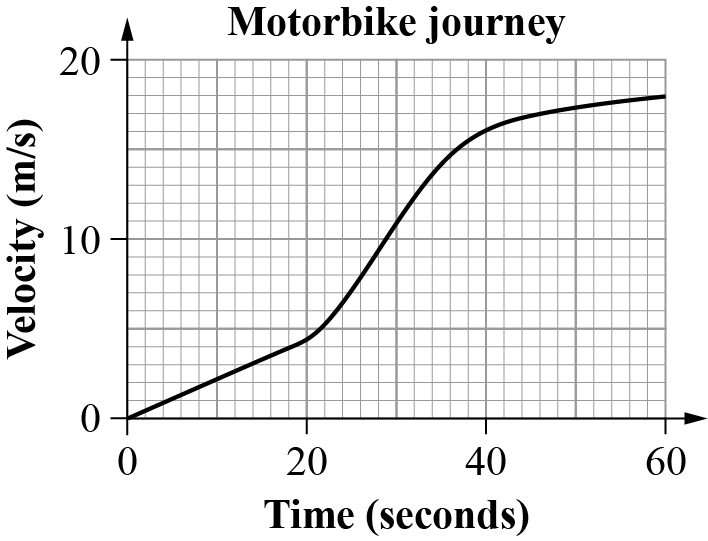 Motorbike journey
20
10
0
Velocity (m/s)
0 20 40 60
Time (seconds)